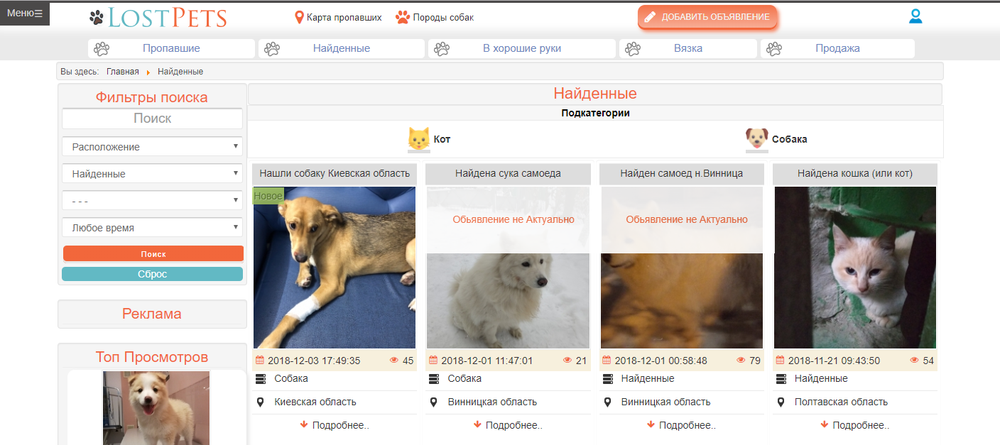 Меню☰
LOSTPETS
Карта пропавших
Породы собак
ДОБАВИТЬ ОБЪЯВЛЕНИЕ
Пропавшие
Найденные
В хорошие руки
Вязка
Продажа
Вы здесь: Главная Найденные
Фильтры поиска
Поиск
Расположение
Найденные
- - -
Любое время
Поиск
Сброс
Реклама
Топ Просмотров
Найденные
Подкатегории
Кот
Собака
Нашли собаку Киевская область
Новое
2018-12-03 17:49:35 45
Собака
Киевская область
Подробнее..
Найдена сука самоеда
Обьявление не Актуально
2018-12-01 11:47:01 21
Собака
Винницкая область
Подробнее..
Найден самоед н.Винница
Обьявление не Актуально
2018-12-01 00:58:48 79
Найденные
Винницкая область
Подробнее..
Найдена кошка (или кот)
2018-11-21 09:43:50 54
Найденные
Полтавская область
Подробнее..